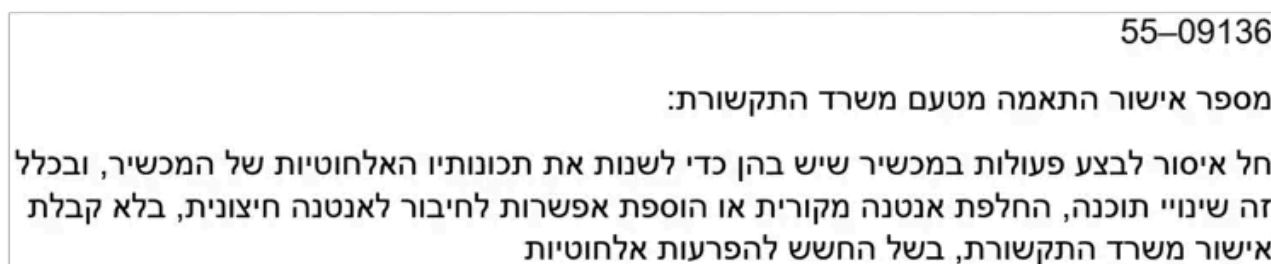 55–09136
מספר אישור התאמה מטעם משרד התקשורת:
חל איסור לבצע פעולות במכשיר שיש בהן כדי לשנות את תכונותיו האלחוטיות של המכשיר, ובכלל
זה שינויי תוכנה, החלפת אנטנה מקורית או הוספת אפשרות לחיבור לאנטנה חיצונית, בלא קבלת
אישור משרד התקשורת, בשל החשש להפרעות אלחוטיות